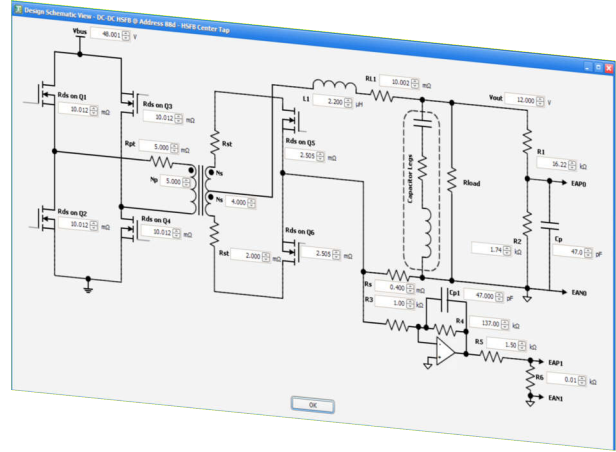 Design Schematic View - DC-DC HSFB @ Address 88d - HSFB Center Tap
Vbus 48.001 V
Rds on Q1
10.012 mΩ
Rds on Q3
10.012 mΩ
RL1 10.002 mΩ
L1 2.200 µH
Vout 12.000 V
Rpt
5.000 mΩ
Np 5.000
Rst
Ns
Ns 4.000
Rds on Q5
2.505 mΩ
Capacitor Legs
Rload
R1
16.22 kΩ
EAP0
R2
1.74 kΩ
Cp
47.0 pF
Rds on Q2
10.012 mΩ
Rds on Q4
10.012 mΩ
Rst 2.000 mΩ
Rds on Q6
2.505 mΩ
EAN0
Rs 0.400 mΩ
R3 1.00 kΩ
Cp1 47.000 pF
R4 137.00 kΩ
R5 1.50 kΩ
EAP1
R6 0.01 kΩ
EAN1
OK